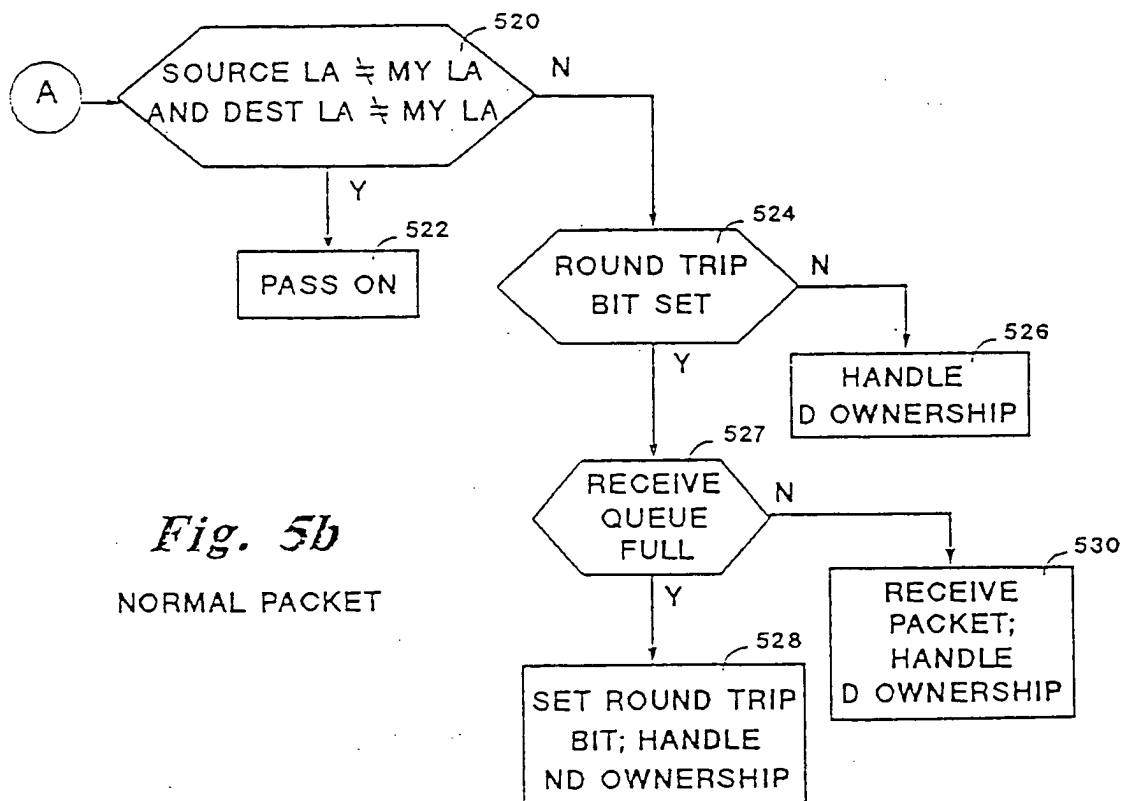 520
A
SOURCE LA ≠ MY LA
AND DEST LA ≠ MY LA
N
Y
522
PASS ON
524
ROUND TRIP
BIT SET
N
Y
526
HANDLE
D OWNERSHIP
527
RECEIVE
QUEUE
FULL
N
Y
530
RECEIVE
PACKET;
HANDLE
D OWNERSHIP
528
SET ROUND TRIP
BIT; HANDLE
ND OWNERSHIP
Fig. 5b
NORMAL PACKET